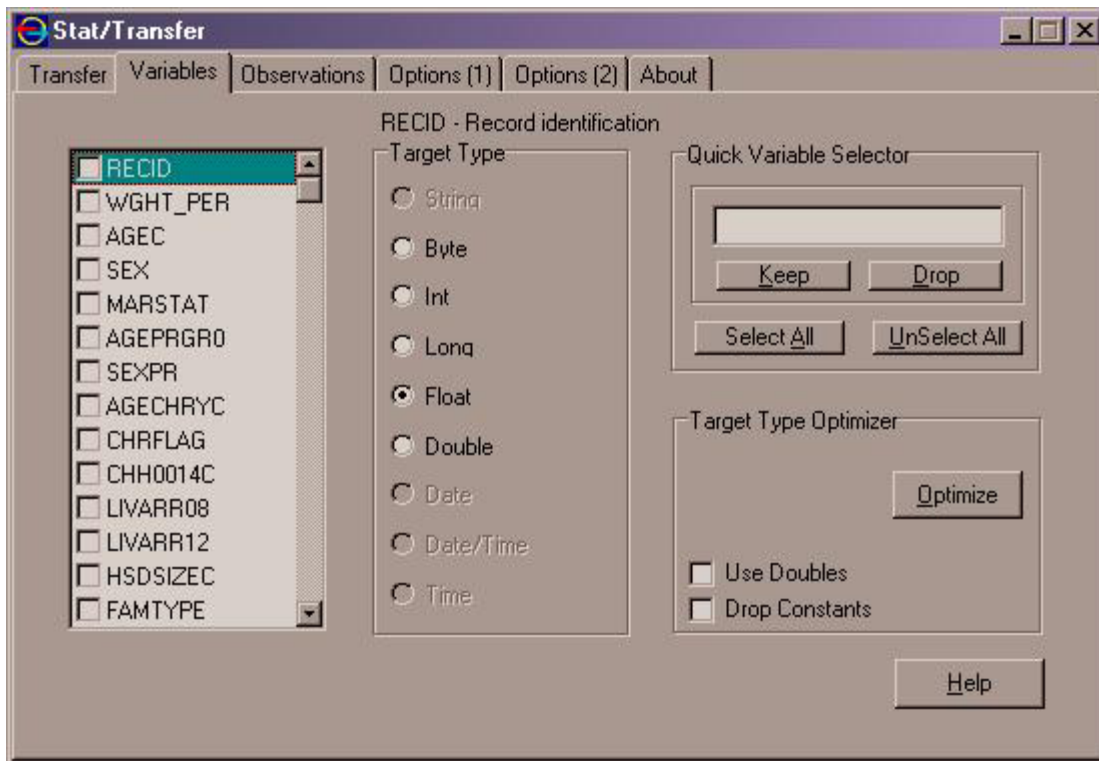 Stat/Transfer
Transfer Variables Observations Options (1) Options (2) About
RECID - Record identification
RECID
WGHT_PER
AGEC
SEX
MARSTAT
AGEPRGR0
SEXPR
AGECHRYC
CHRFLAG
CHH0014C
LIVARR08
LIVARR12
HSDSIZEC
FAMTYPE
Target Type
String
Byte
Int
Long
Float
Double
Date
Date/Time
Time
Quick Variable Selector
Keep Drop
Select All UnSelect All
Target Type Optimizer
Optimize
Use Doubles
Drop Constants
Help